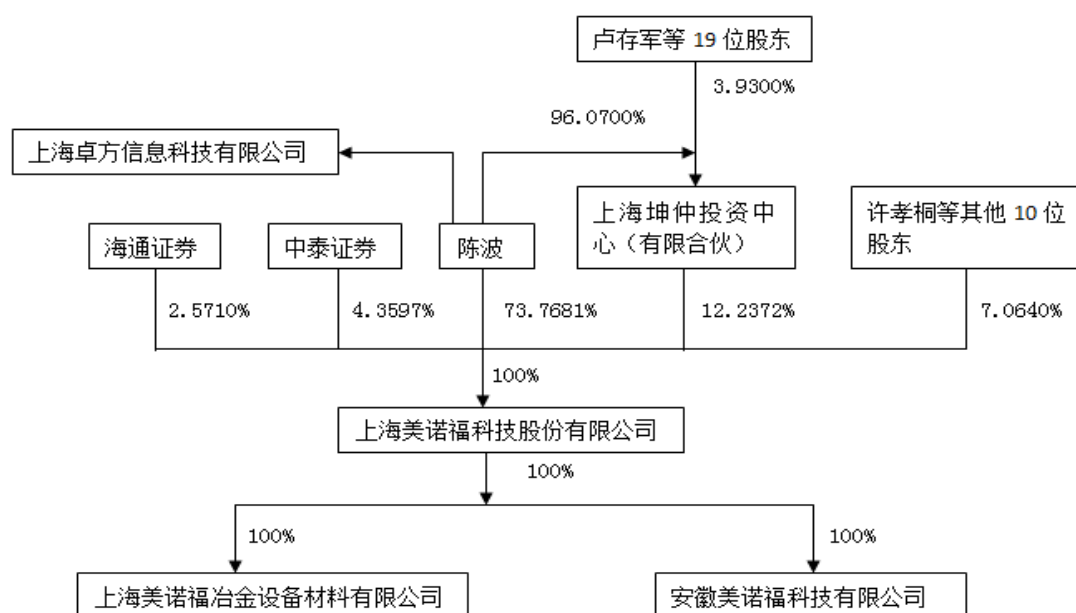 卢存军等 19 位股东
3.9300%
96.0700%
上海卓方信息科技有限公司
海通证券
中泰证券
陈波
上海坤仲投资中
心（有限合伙）
许孝桐等其他 10 位
股东
2.5710%
4.3597%
73.7681%
12.2372%
7.0640%
100%
上海美诺福科技股份有限公司
100%
100%
100%
上海美诺福冶金设备材料有限公司
安徽美诺福科技有限公司